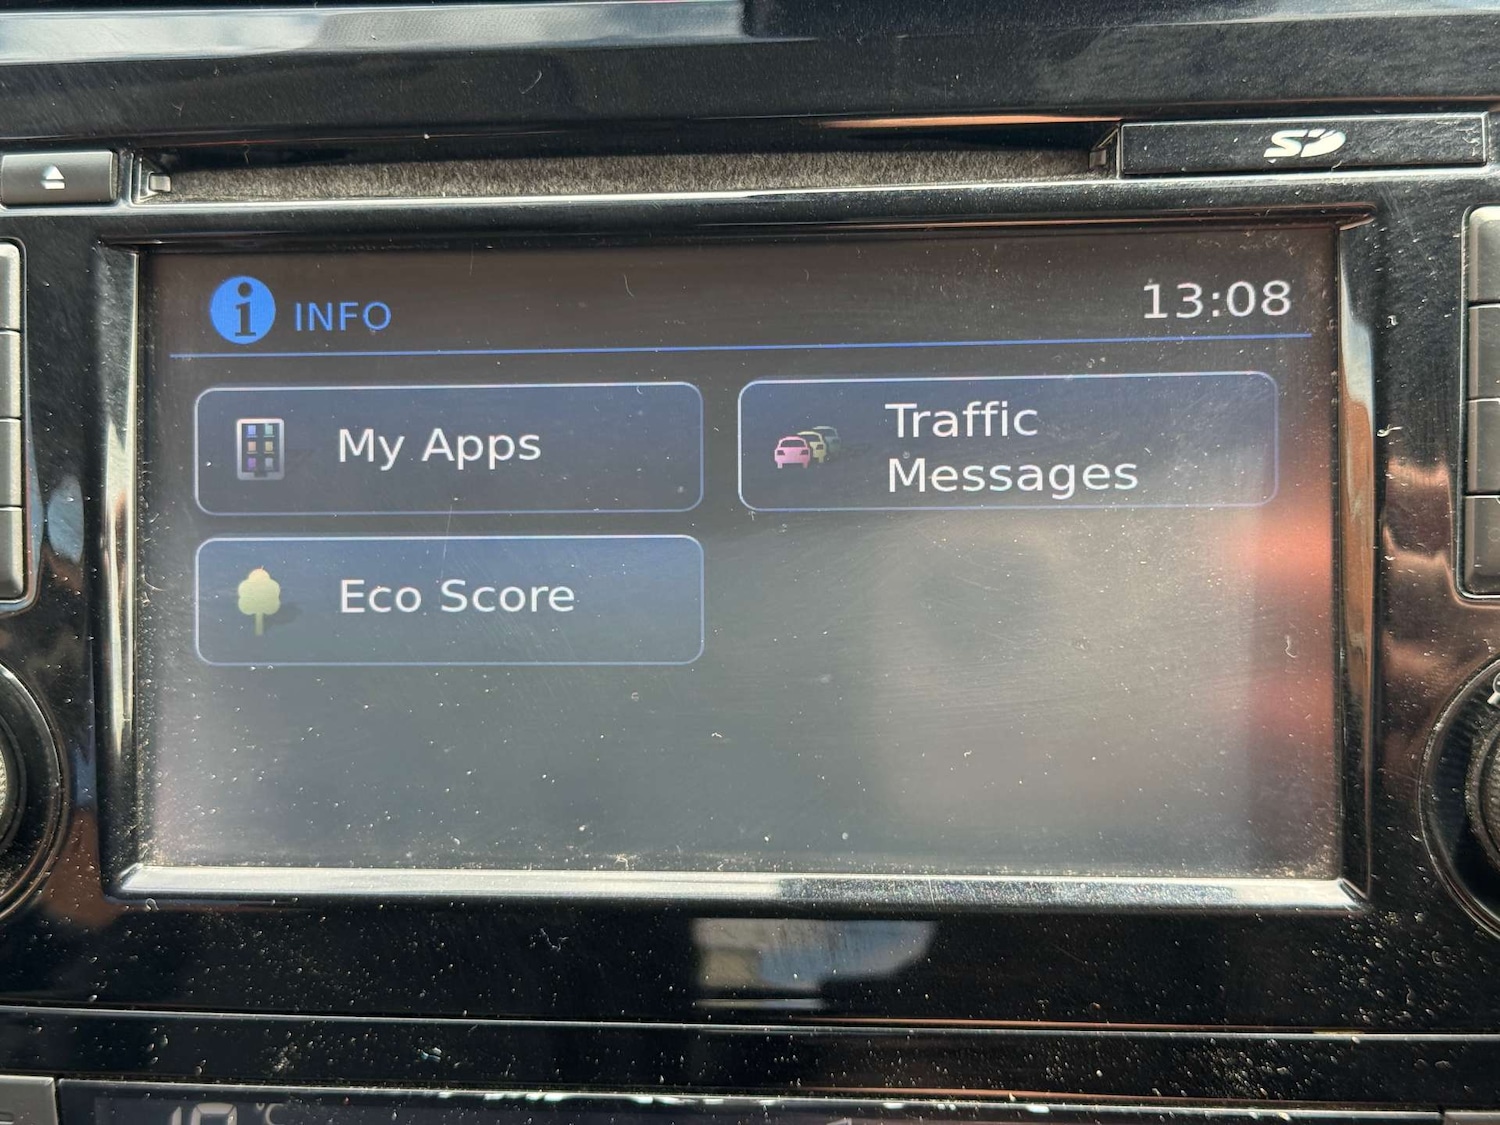 SD
INFO
13:08
My Apps
Traffic
Messages
Eco Score
°C